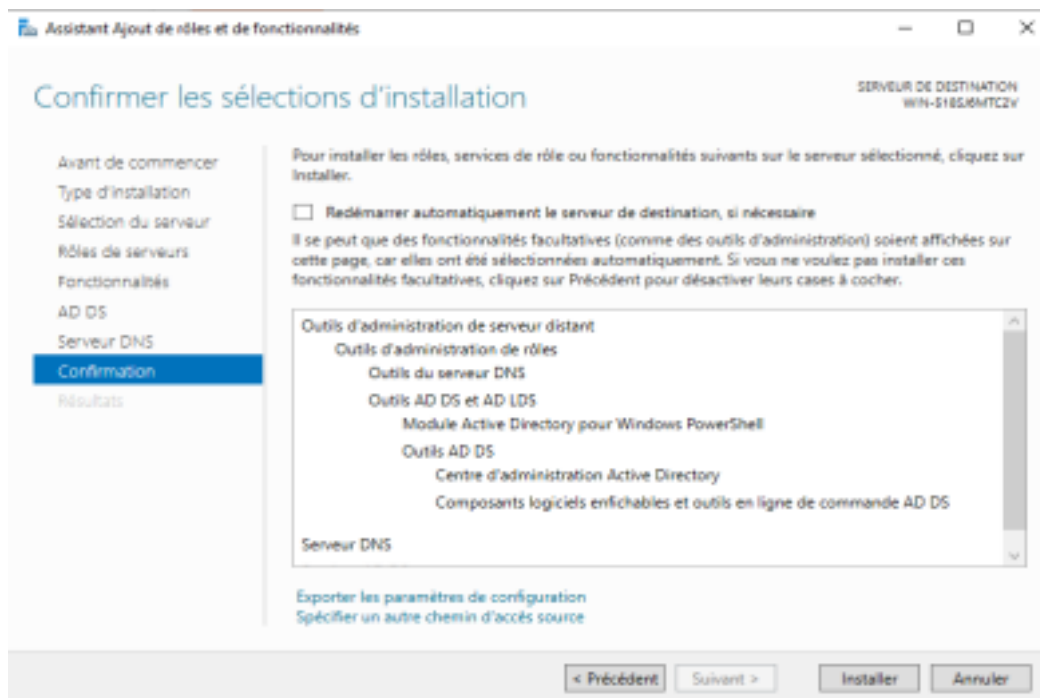 Assistant Ajout de rôles et de fonctionnalités
Confirmer les sélections d'installation
SERVEUR DE DESTINATION
Avant de commencer
Type d'installation
Sélection du serveur
Rôles de serveurs
Fonctionnalités
AD DS
Serveur DNS
Confirmation
Résultats
Pour installer les rôles, services de rôle ou fonctionnalités suivants sur le serveur sélectionné, cliquez sur
Installer.
Redémarrer automatiquement le serveur de destination, si nécessaire
Il se peut que des fonctionnalités facultatives (comme des outils d'administration) soient affichées sur
cette page, car elles ont été sélectionnées automatiquement. Si vous ne voulez pas installer ces
fonctionnalités facultatives, cliquez sur Précédent pour désactiver leurs cases à cocher.
Outils d'administration de serveur distant
Outils d'administration de rôles
Outils du serveur DNS
Outils AD DS et AD LDS
Module Active Directory pour Windows PowerShell
Outils AD DS
Centre d'administration Active Directory
Composants logiciels enfichables et outils en ligne de commande AD DS
Serveur DNS
Exporter les paramètres de configuration
Spécifier un autre chemin d'accès source
< Précédent
Suivant >
Installer
Annuler